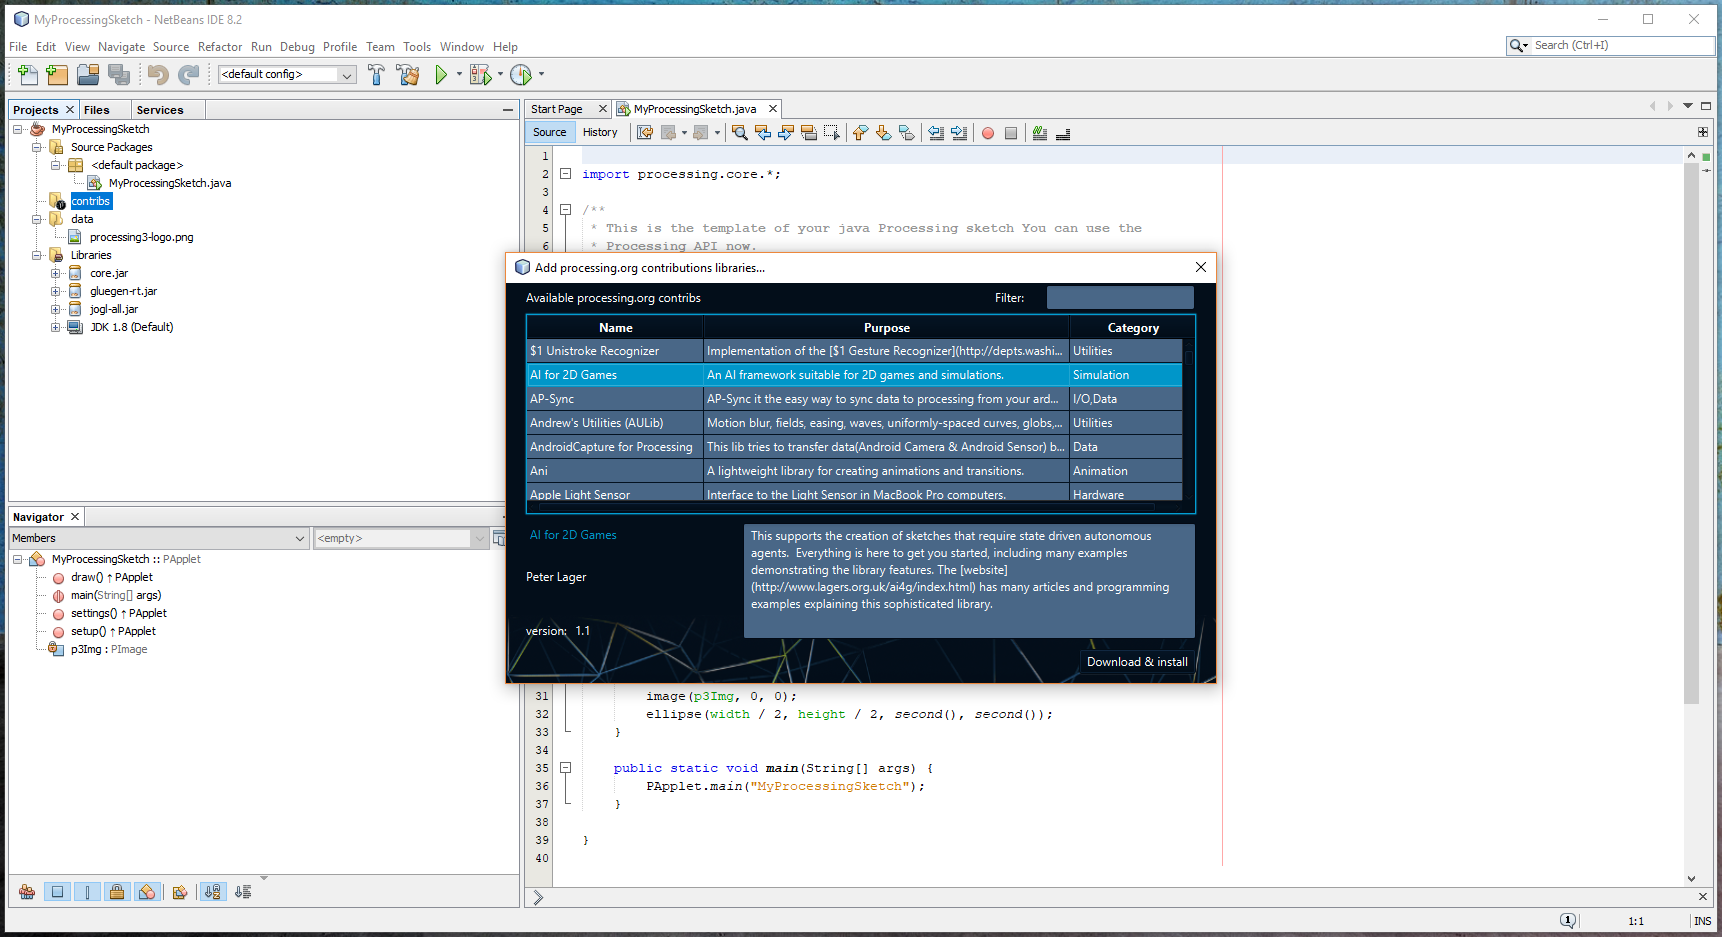 MyProcessingSketch - NetBeans IDE 8.2
File Edit View Navigate Source Refactor Run Debug Profile Team Tools Window Help
Search (Ctrl+I)
<default config>
Projects Files Services
MyProcessingSketch
Source Packages
<default package>
MyProcessingSketch.java
contribs
data
processing3-logo.png
Libraries
core.jar
gluegen-rt.jar
jogl-all.jar
JDK 1.8 (Default)
Navigator
Members <empty>
MyProcessingSketch :: PApplet
draw() ↑ PApplet
main(String[] args)
settings() ↑ PApplet
setup() ↑ PApplet
p3Img : PImage
Start Page MyProcessingSketch.java
Source History
1
2 import processing.core.*;
3
4 /**
5 * This is the template of your java Processing sketch You can use the
6 * Processing API now.
Add processing.org contributions libraries...
Available processing.org contribs Filter:
Name Purpose Category
$1 Unistroke Recognizer Implementation of the [$1 Gesture Recognizer](http://depts.washi... Utilities
AI for 2D Games An AI framework suitable for 2D games and simulations. Simulation
AP-Sync AP-Sync it the easy way to sync data to processing from your ard... I/O,Data
Andrew's Utilities (AULib) Motion blur, fields, easing, waves, uniformly-spaced curves, globs,... Utilities
AndroidCapture for Processing This lib tries to transfer data(Android Camera & Android Sensor) b... Data
Ani A lightweight library for creating animations and transitions. Animation
Apple Light Sensor Interface to the Light Sensor in MacBook Pro computers. Hardware
AI for 2D Games
Peter Lager
version: 1.1
This supports the creation of sketches that require state driven autonomous
agents. Everything is here to get you started, including many examples
demonstrating the library features. The [website]
(http://www.lagers.org.uk/ai4g/index.html) has many articles and programming
examples explaining this sophisticated library.
Download & install
31 image(p3Img, 0, 0);
32 ellipse(width / 2, height / 2, second(), second());
33 }
34
35 public static void main(String[] args) {
36 PApplet.main("MyProcessingSketch");
37 }
38
39 }
40
1 1:1 INS